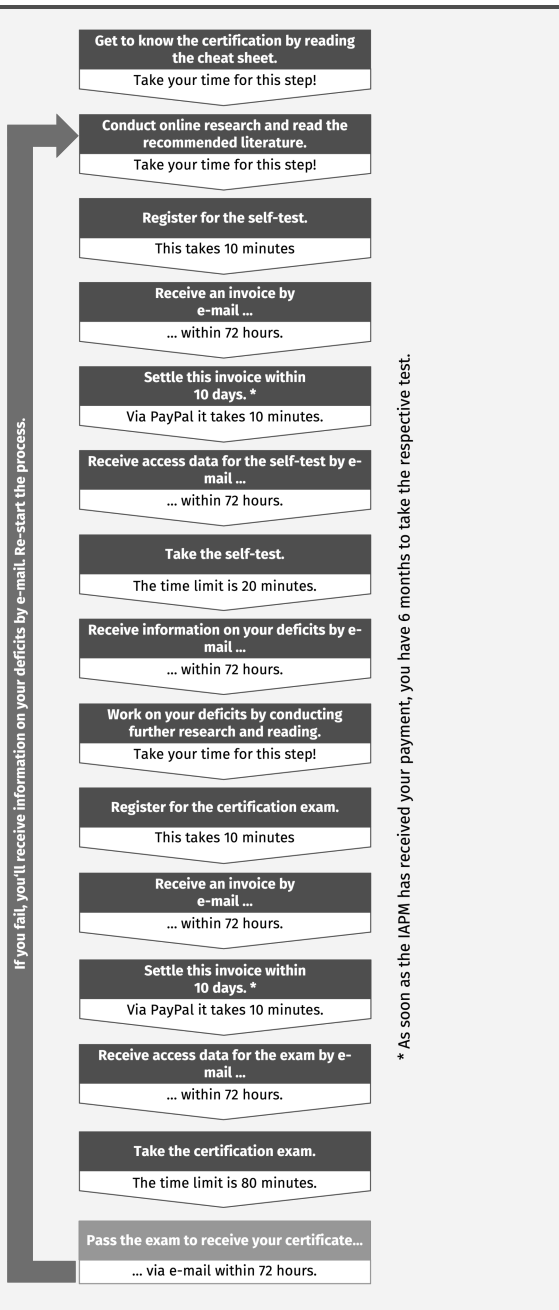 Get to know the certification by reading
the cheat sheet.
Take your time for this step!
Conduct online research and read the
recommended literature.
Take your time for this step!
Register for the self-test.
This takes 10 minutes
Receive an invoice by
e-mail ...
... within 72 hours.
Settle this invoice within
10 days. *
Via PayPal it takes 10 minutes.
Receive access data for the self-test by e-
mail ...
... within 72 hours.
Take the self-test.
The time limit is 20 minutes.
Receive information on your deficits by e-
mail ...
... within 72 hours.
Work on your deficits by conducting
further research and reading.
Take your time for this step!
Register for the certification exam.
This takes 10 minutes
Receive an invoice by
e-mail ...
... within 72 hours.
Settle this invoice within
10 days. *
Via PayPal it takes 10 minutes.
Receive access data for the exam by e-
mail ...
... within 72 hours.
Take the certification exam.
The time limit is 80 minutes.
Pass the exam to receive your certificate...
... via e-mail within 72 hours.
If you fail, you'll receive information on your deficits by e-mail. Re-start the process.
* As soon as the IAPM has received your payment, you have 6 months to take the respective test.